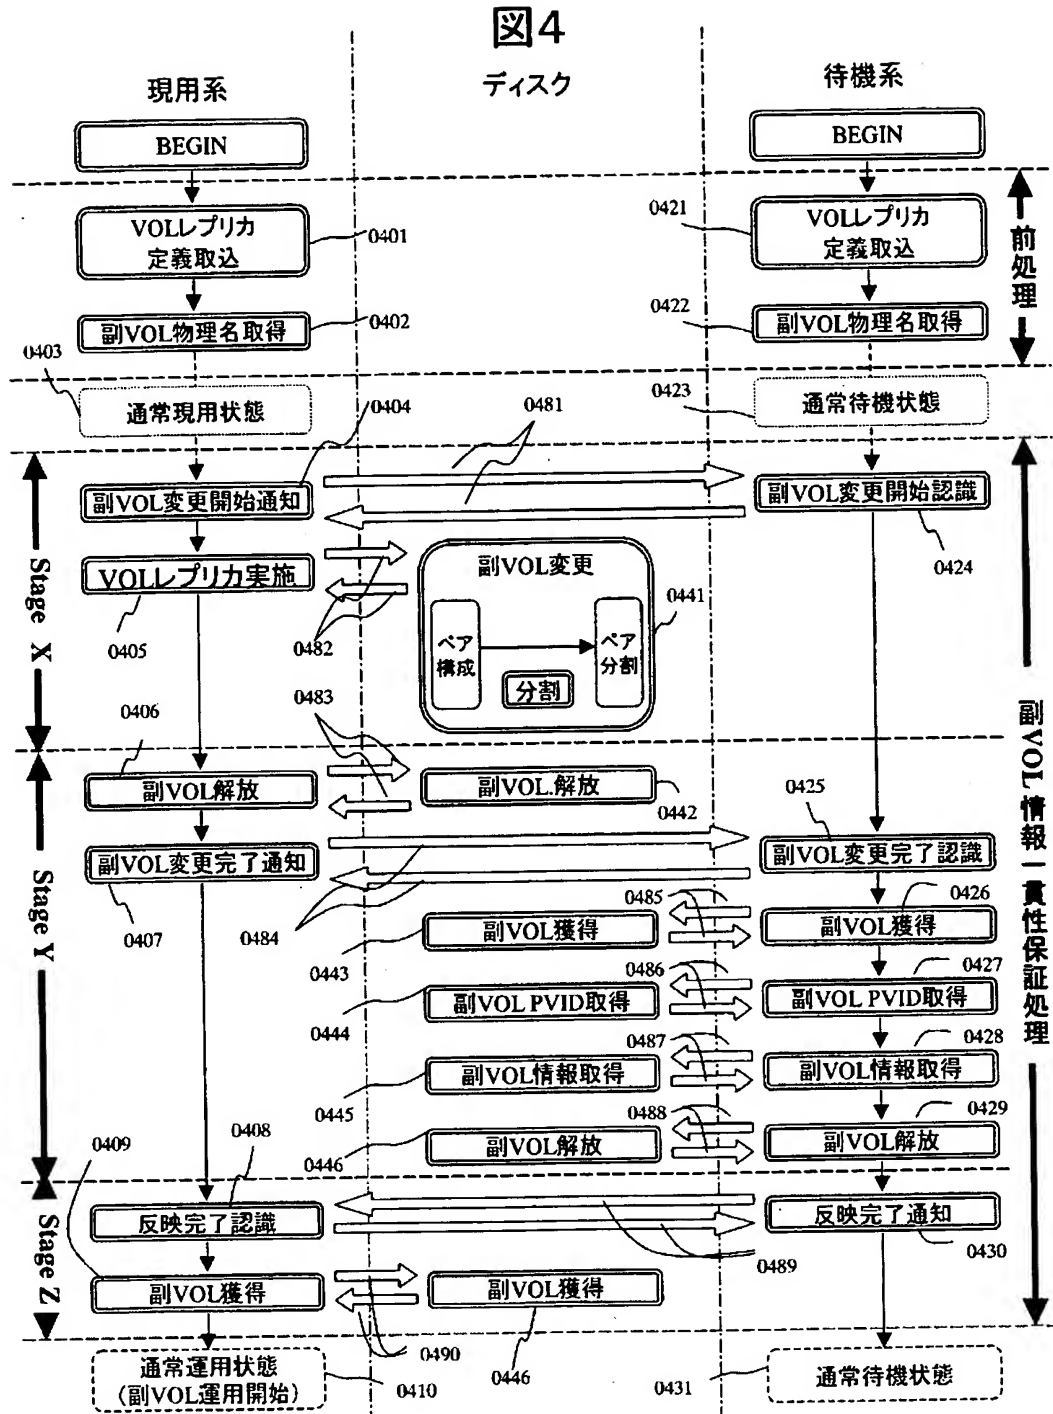 図4
現用系
ディスク
待機系
BEGIN
BEGIN
VOLレプリカ
定義取込
0401
0421
VOLレプリカ
定義取込
前処理
副VOL物理名取得
0402
0422
副VOL物理名取得
0403
通常現用状態
0404
0481
0423
通常待機状態
Stage X
副VOL変更開始通知
副VOL変更開始認識
0424
VOLレプリカ実施
0405
0482
副VOL変更
ペア
構成
ペア
分割
分割
0441
副VOL情報一貫性保証処理
0406
0483
Stage Y
副VOL解放
副VOL.解放
0442
0425
副VOL変更完了通知
副VOL変更完了認識
0407
0484
0485
0426
副VOL獲得
副VOL獲得
0443
0486
0427
副VOL PVID取得
副VOL PVID取得
0444
0487
0428
副VOL情報取得
副VOL情報取得
0445
0488
0429
副VOL解放
副VOL解放
0446
0409
0408
Stage Z
反映完了認識
反映完了通知
0489
0430
副VOL獲得
副VOL獲得
0490
0446
通常運用状態
(副VOL運用開始)
0410
0431
通常待機状態